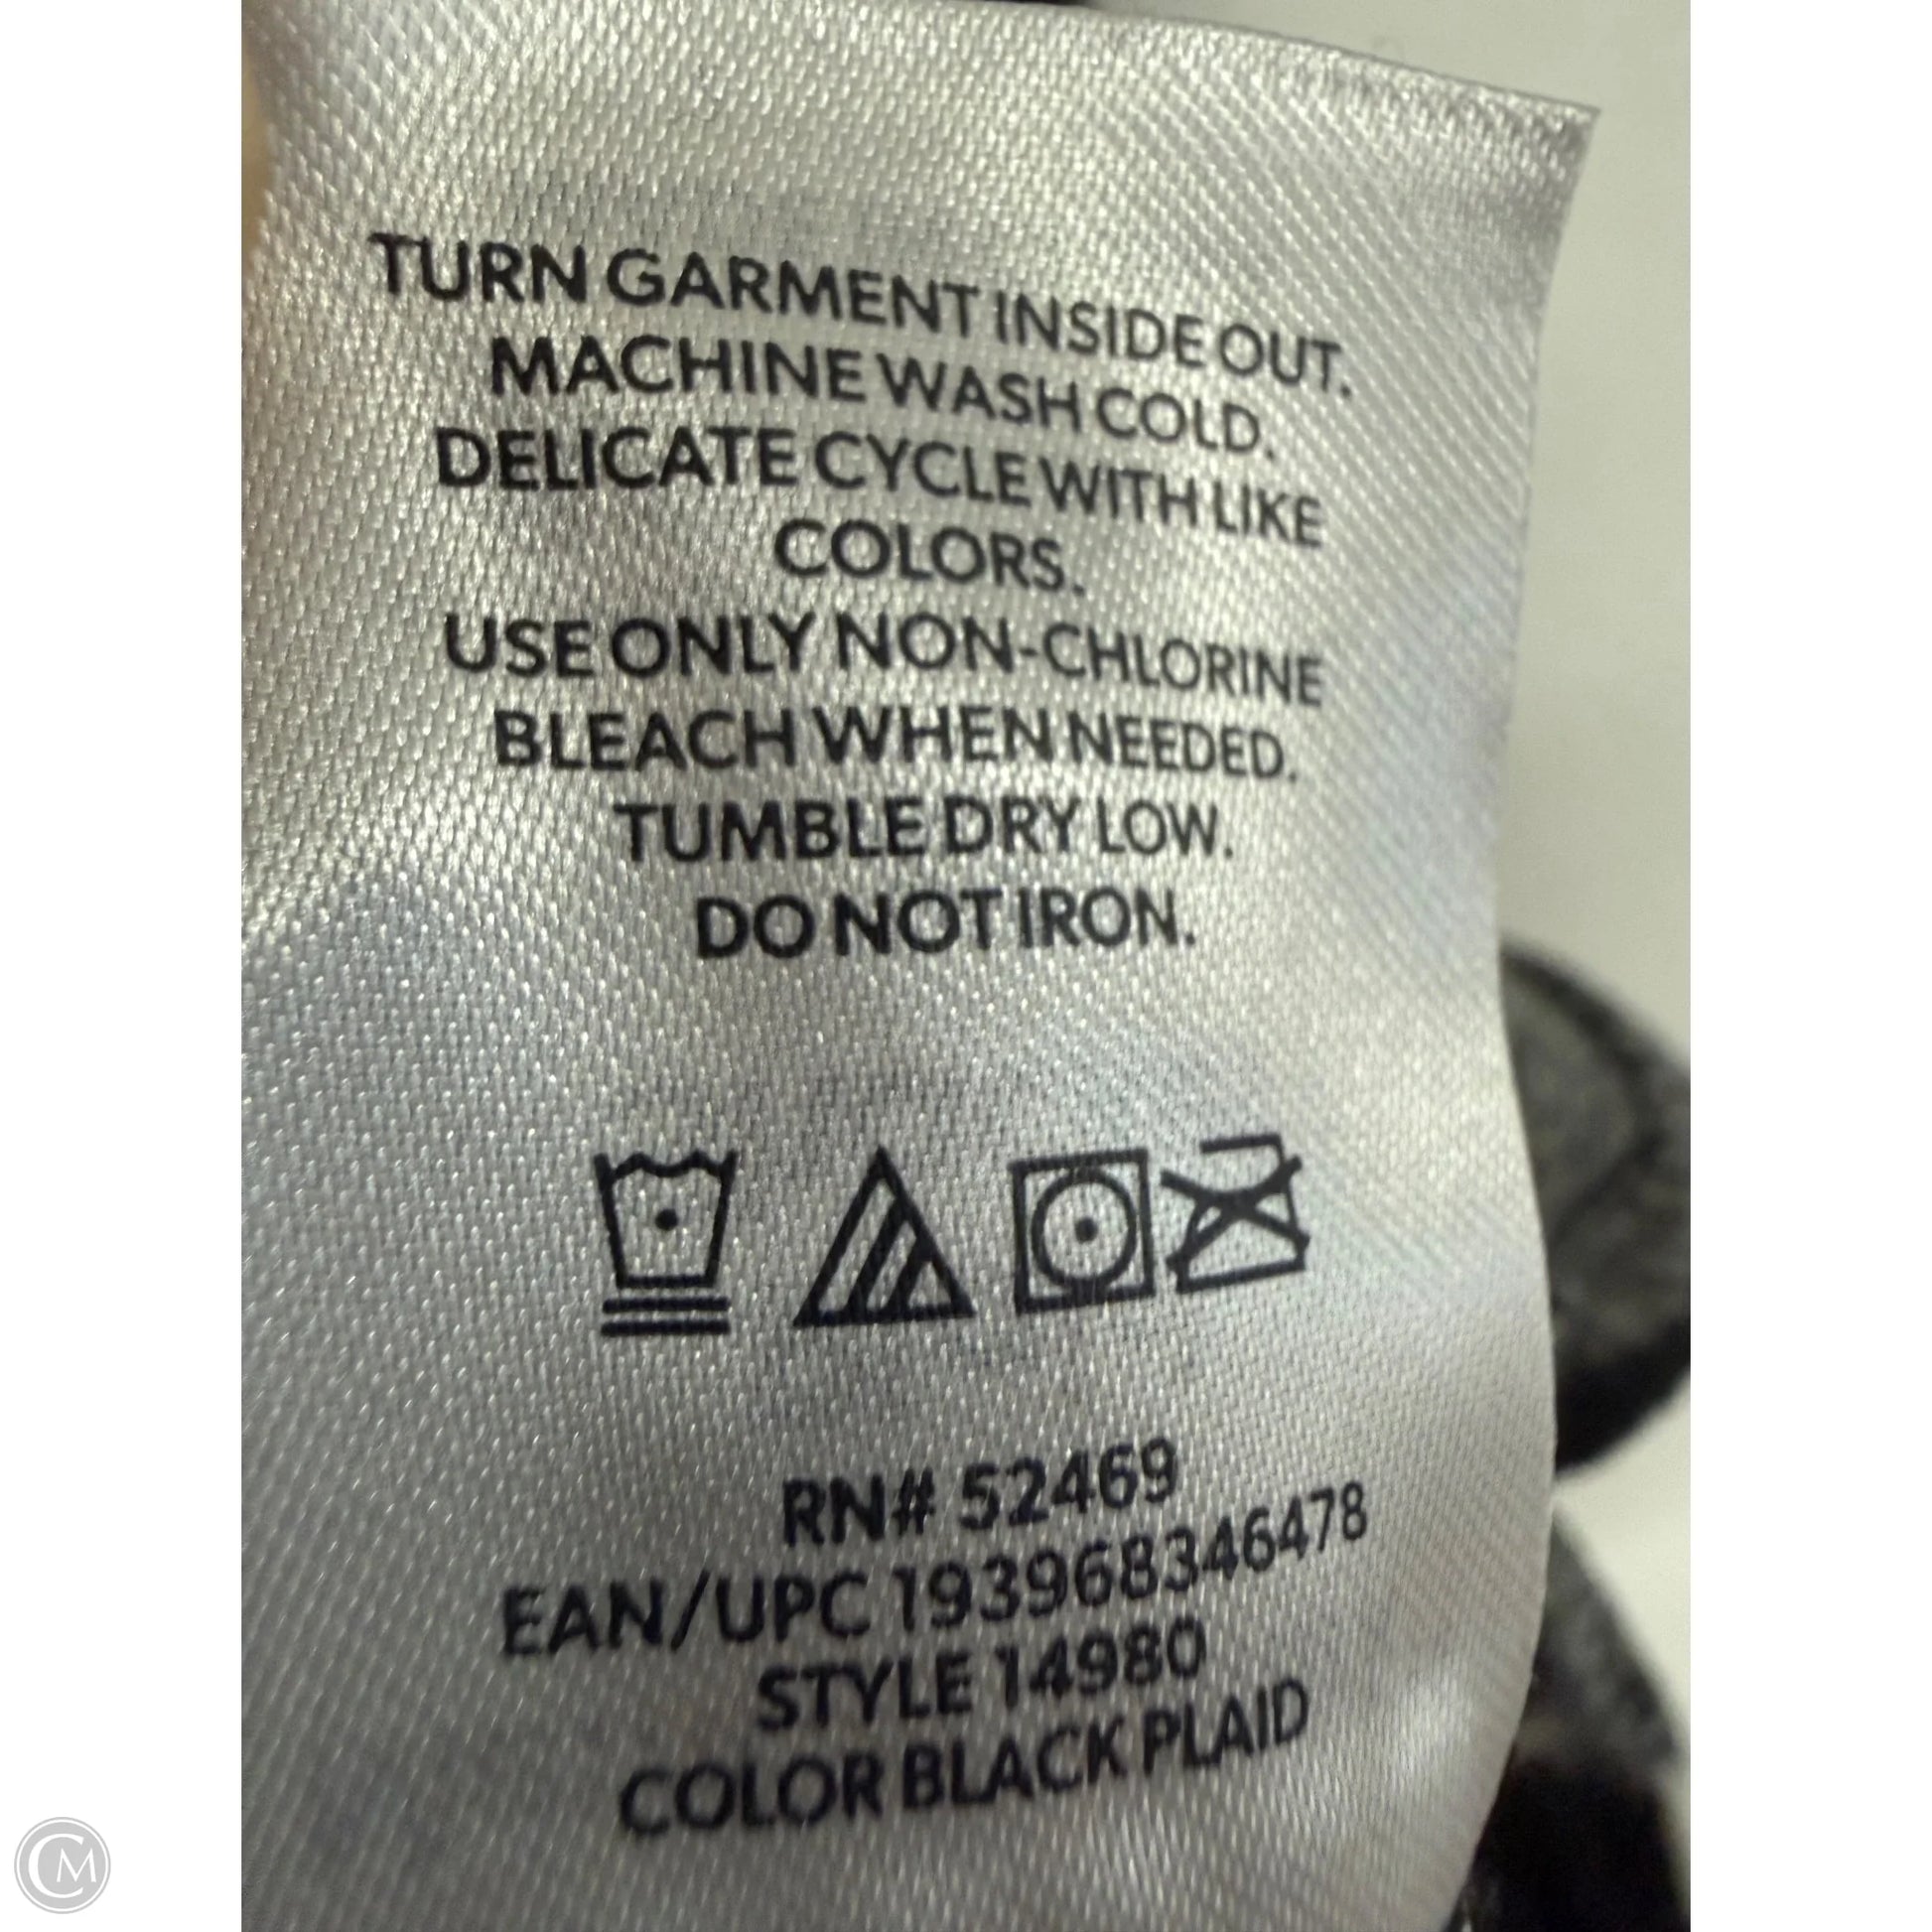 TURN GARMENT INSIDE OUT.
MACHINE WASH COLD.
DELICATE CYCLE WITH LIKE
COLORS.
USE ONLY NON-CHLORINE
BLEACH WHEN NEEDED.
TUMBLE DRY LOW.
DO NOT IRON.
RN# 52469
EAN/UPC 193968346478
STYLE 14980
COLOR BLACK PLAID
CM